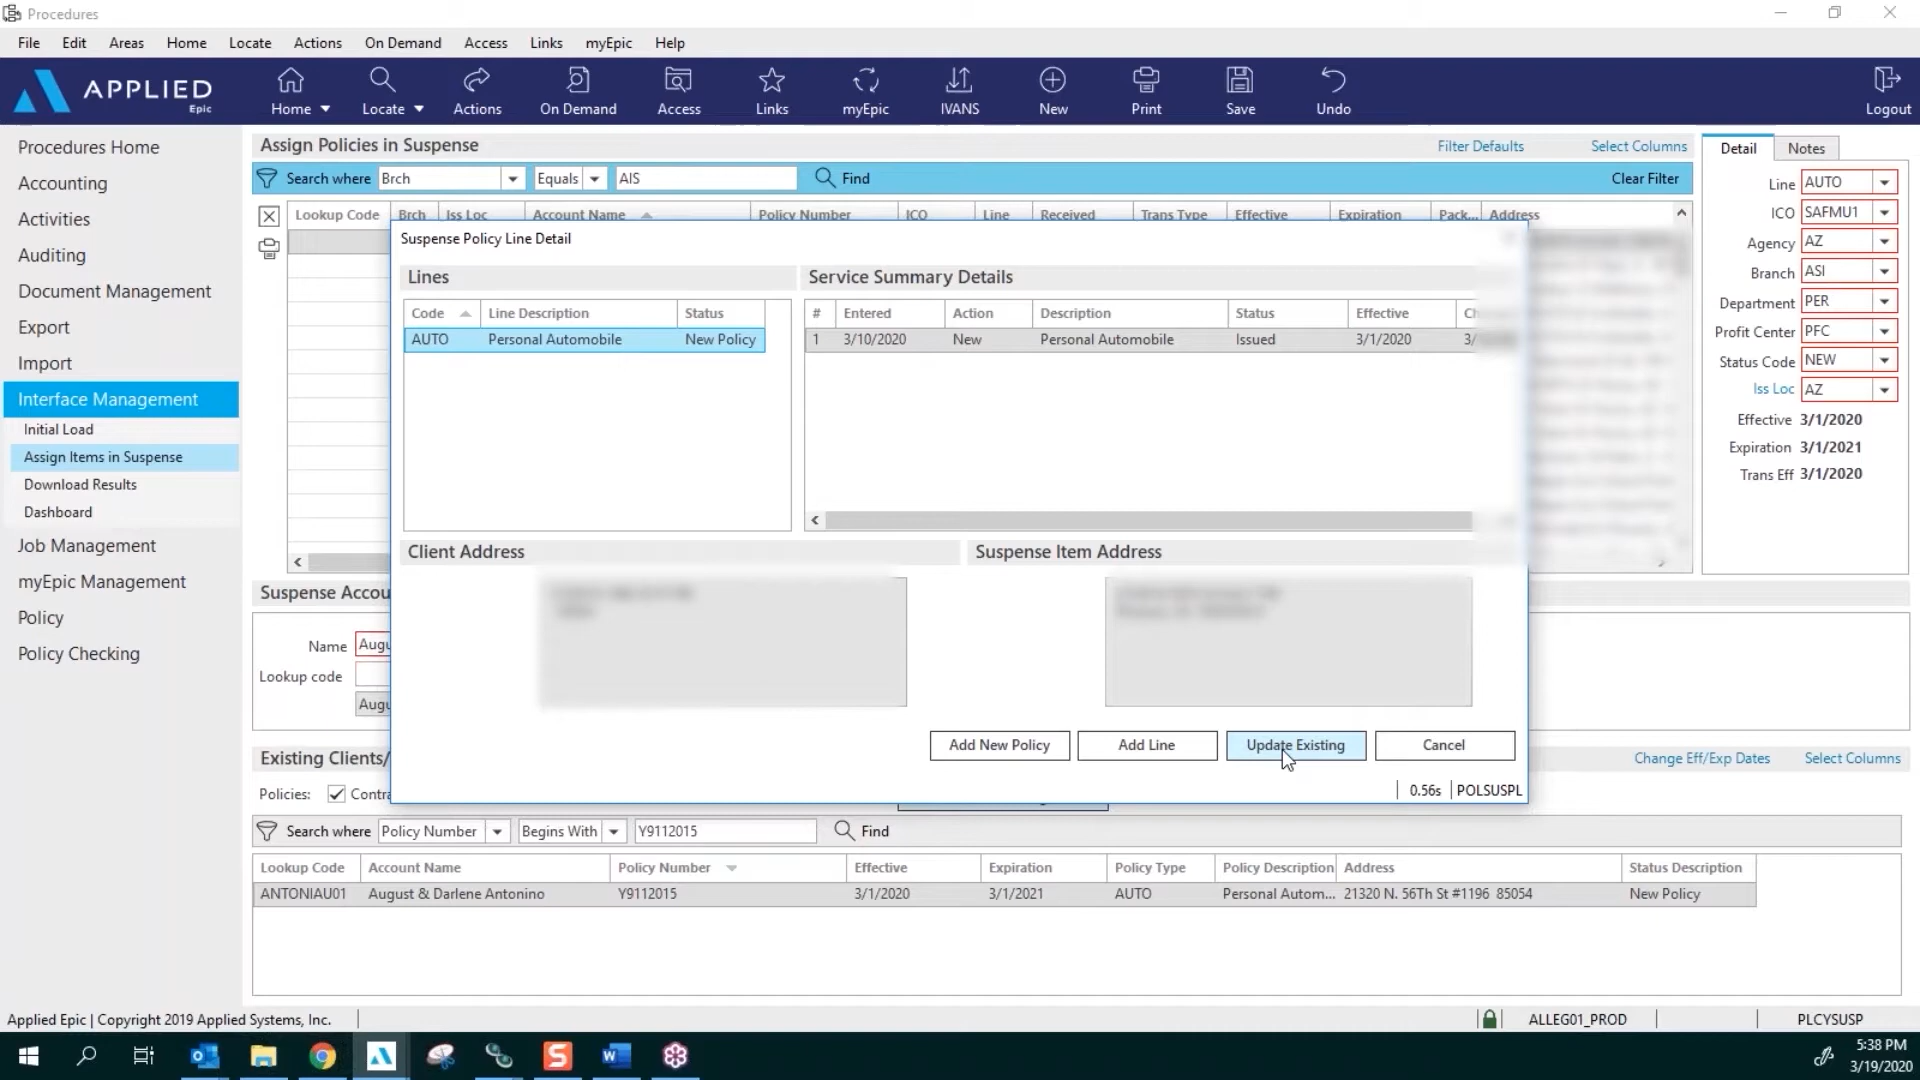 Procedures
File Edit Areas Home Locate Actions On Demand Access Links myEpic Help
APPLIED
Epic
Home Locate Actions On Demand Access Links myEpic IVANS New Print Save Undo Logout
Procedures Home
Accounting
Activities
Auditing
Document Management
Export
Import
Interface Management
Initial Load
Assign Items in Suspense
Download Results
Dashboard
Job Management
myEpic Management
Policy
Policy Checking
Assign Policies in Suspense Filter Defaults Select Columns
Search where Brch Equals AIS Find Clear Filter
Lookup Code Brch Iss Loc Account Name Policy Number ICO Line Received Trans Type Effective Expiration Pack... Address
Suspense Policy Line Detail
Lines
Code Line Description Status
AUTO Personal Automobile New Policy
Service Summary Details
# Entered Action Description Status Effective
1 3/10/2020 New Personal Automobile Issued 3/1/2020 3/
Client Address
Suspense Item Address
Add New Policy Add Line Update Existing Cancel
0.56s POLSUSPL
Detail Notes
Line AUTO
ICO SAFMU1
Agency AZ
Branch ASI
Department PER
Profit Center PFC
Status Code NEW
Iss Loc AZ
Effective 3/1/2020
Expiration 3/1/2021
Trans Eff 3/1/2020
Suspense Accou
Name Augu
Lookup code
Augu
Existing Clients/ Change Eff/Exp Dates Select Columns
Policies: Contra
Search where Policy Number Begins With Y9112015 Find
Lookup Code Account Name Policy Number Effective Expiration Policy Type Policy Description Address Status Description
ANTONIAU01 August & Darlene Antonino Y9112015 3/1/2020 3/1/2021 AUTO Personal Autom... 21320 N. 56Th St #1196 85054 New Policy
Applied Epic | Copyright 2019 Applied Systems, Inc. ALLEG01_PROD PLCYSUSP
5:38 PM
3/19/2020